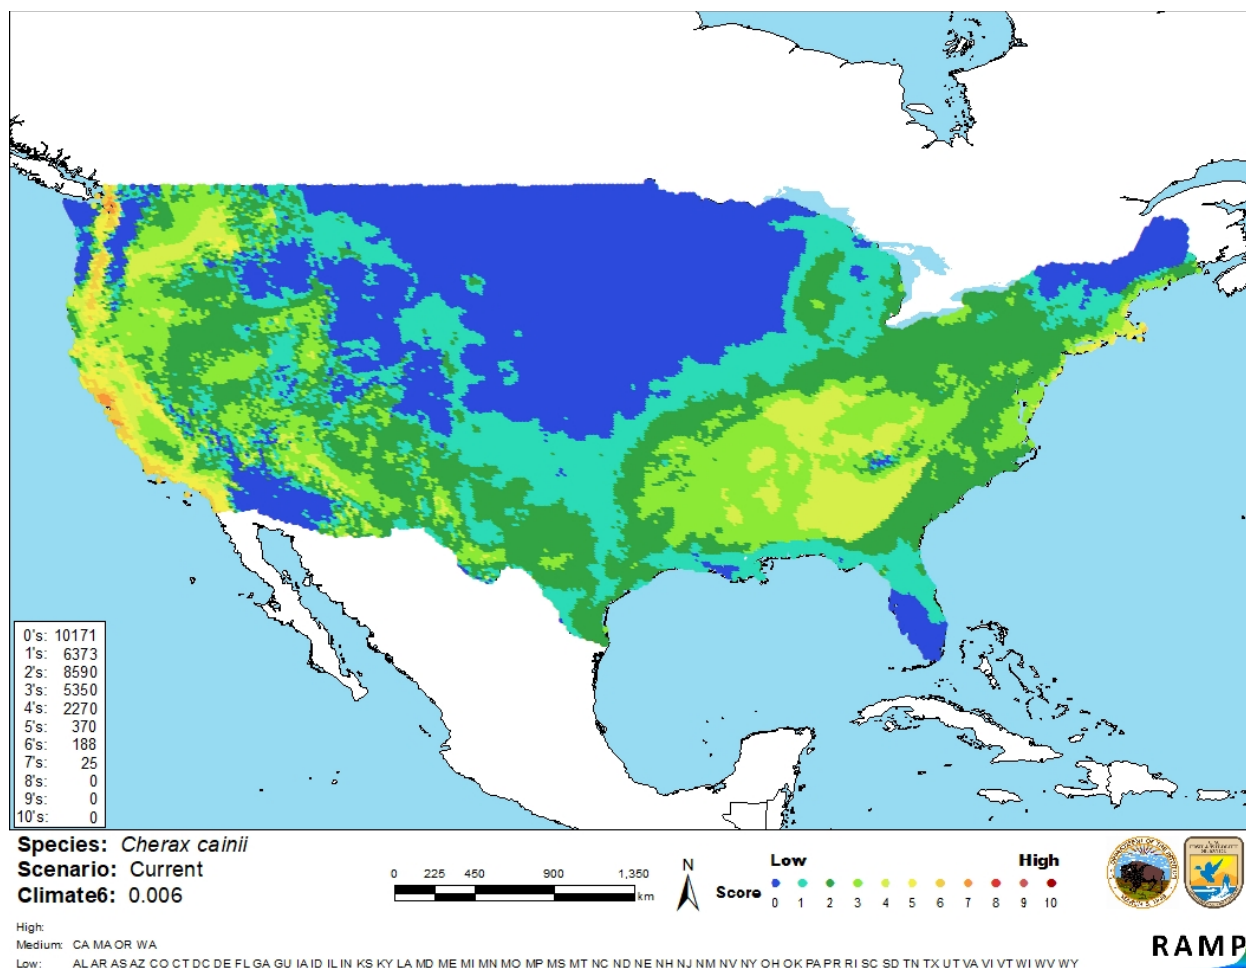 0's: 10171
1's: 6373
2's: 8590
3's: 5350
4's: 2270
5's: 370
6's: 188
7's: 25
8's: 0
9's: 0
10's: 0
Species: Cherax cainii
Scenario: Current
Climate6: 0.006
0 225 450 900 1,350
km
N
Low High
Score
0 1 2 3 4 5 6 7 8 9 10
High:
Medium: CA MA OR WA
Low: AL AR AS AZ CO CT DC DE FL GA GU IA ID IL IN KS KY LA MD ME MI MN MO MP MS MT NC ND NE NH NJ NM NV NY OH OK PA PR RI SC SD TN TX UT VA VI VT WI WV WY
RAMP